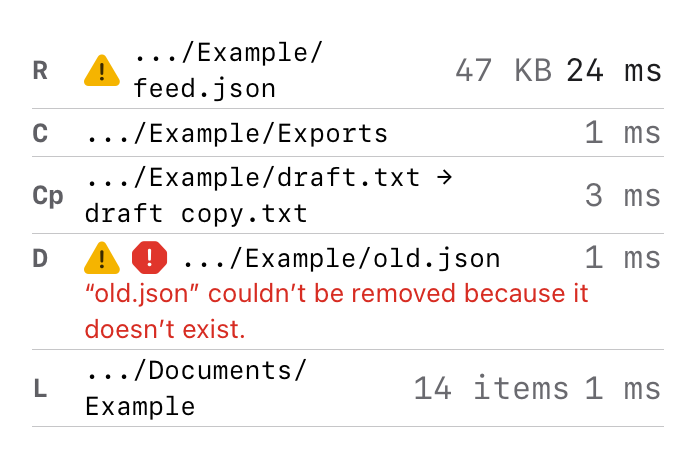 R ⚠ .../Example/
feed.json 47 KB 24 ms
C .../Example/Exports 1 ms
Cp .../Example/draft.txt →
draft copy.txt 3 ms
D .../Example/old.json 1 ms
“old.json” couldn’t be removed because it
doesn’t exist.
L .../Documents/
Example 14 items 1 ms